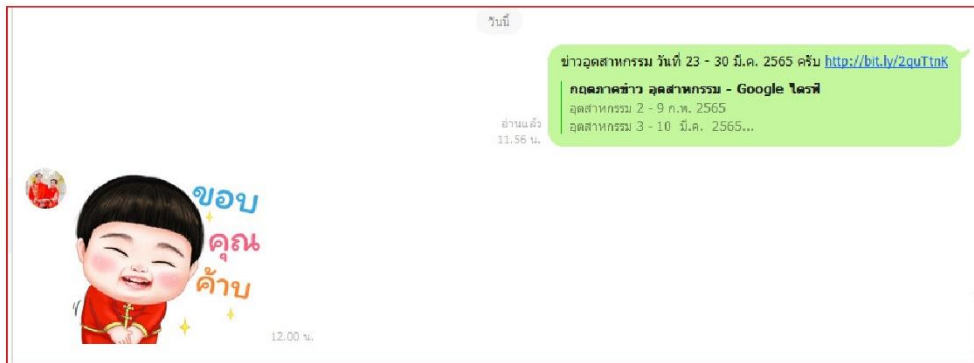 วันนี้
ข่าวอุตสาหกรรม วันที่ 23 - 30 มี.ค. 2565 ครับ http://bit.ly/2quTtnK
กฤตภาคข่าว อุตสาหกรรม - Google ไดรฟ์
อุตสาหกรรม 2 - 9 ก.พ. 2565
อุตสาหกรรม 3 - 10 มี.ค. 2565...
อ่านแล้ว
11.56 น.
ขอบ
คุณ
ค้าบ
12.00 น.